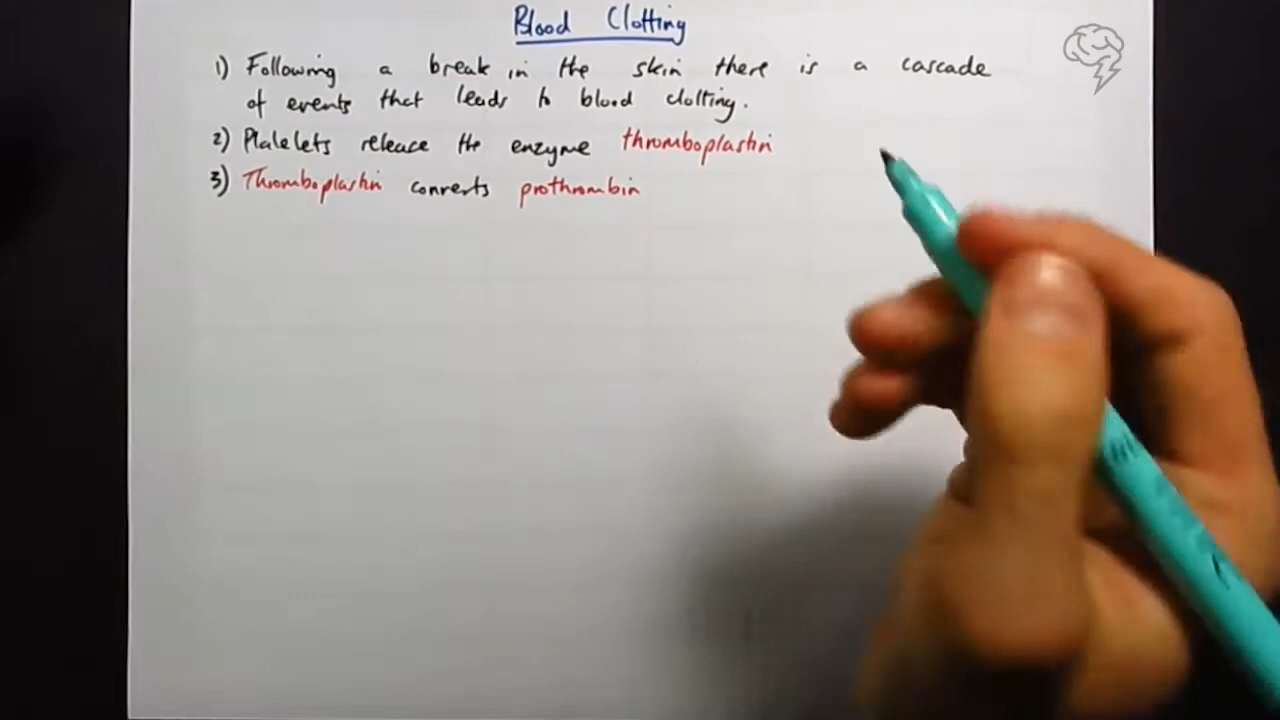 Blood Clotting
1) Following a break in the skin there is a cascade
of events that leads to blood clotting.
2) Platelets release the enzyme thromboplastin
3) Thromboplastin converts prothrombin